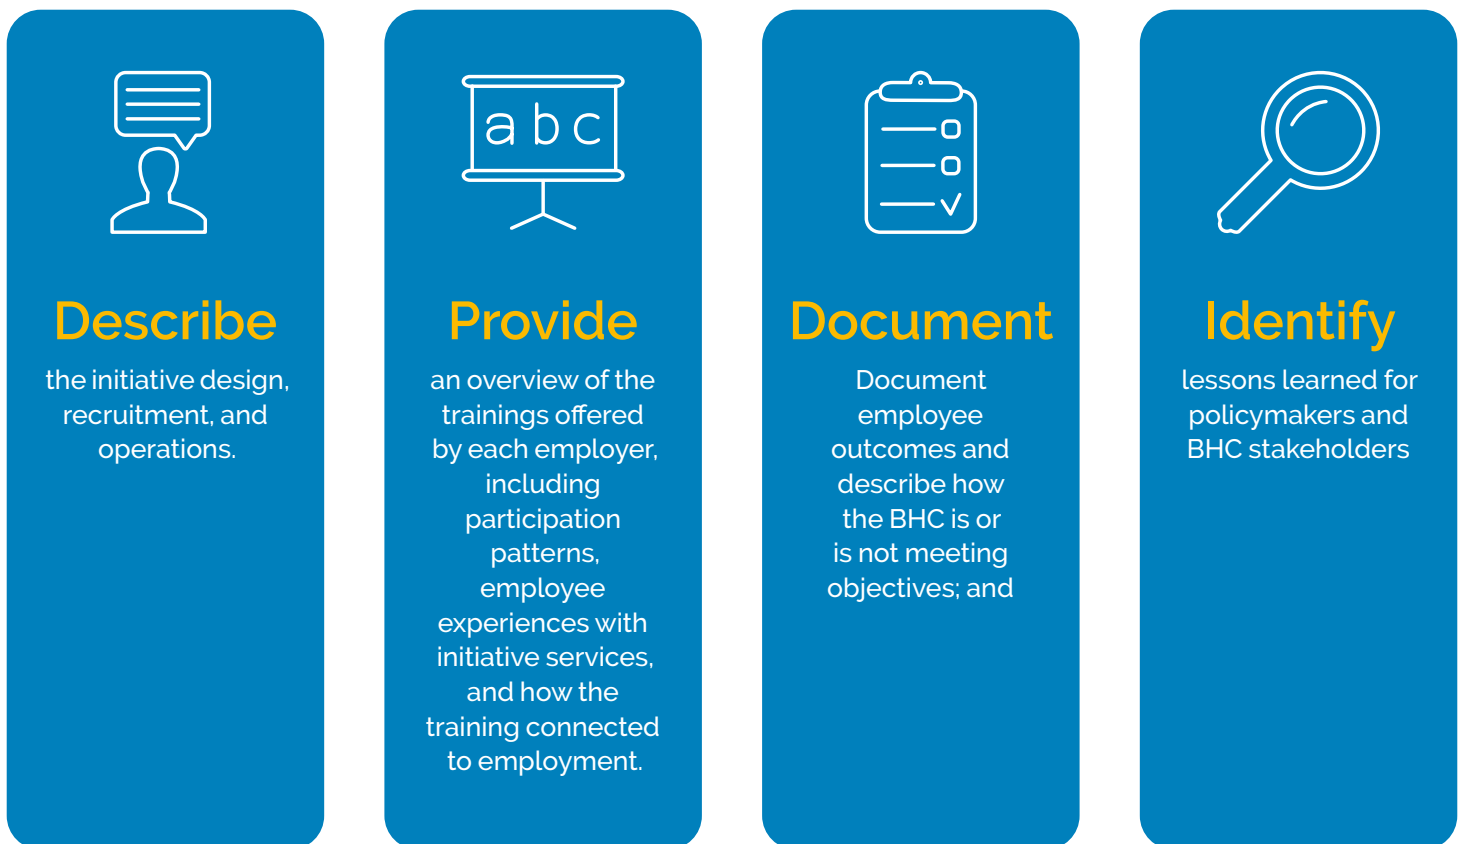 Describe
the initiative design,
recruitment, and
operations.
abc
Provide
an overview of the
trainings offered
by each employer,
including
participation
patterns,
employee
experiences with
initiative services,
and how the
training connected
to employment.
Document
Document
employee
outcomes and
describe how
the BHC is or
is not meeting
objectives; and
Identify
lessons learned for
policymakers and
BHC stakeholders